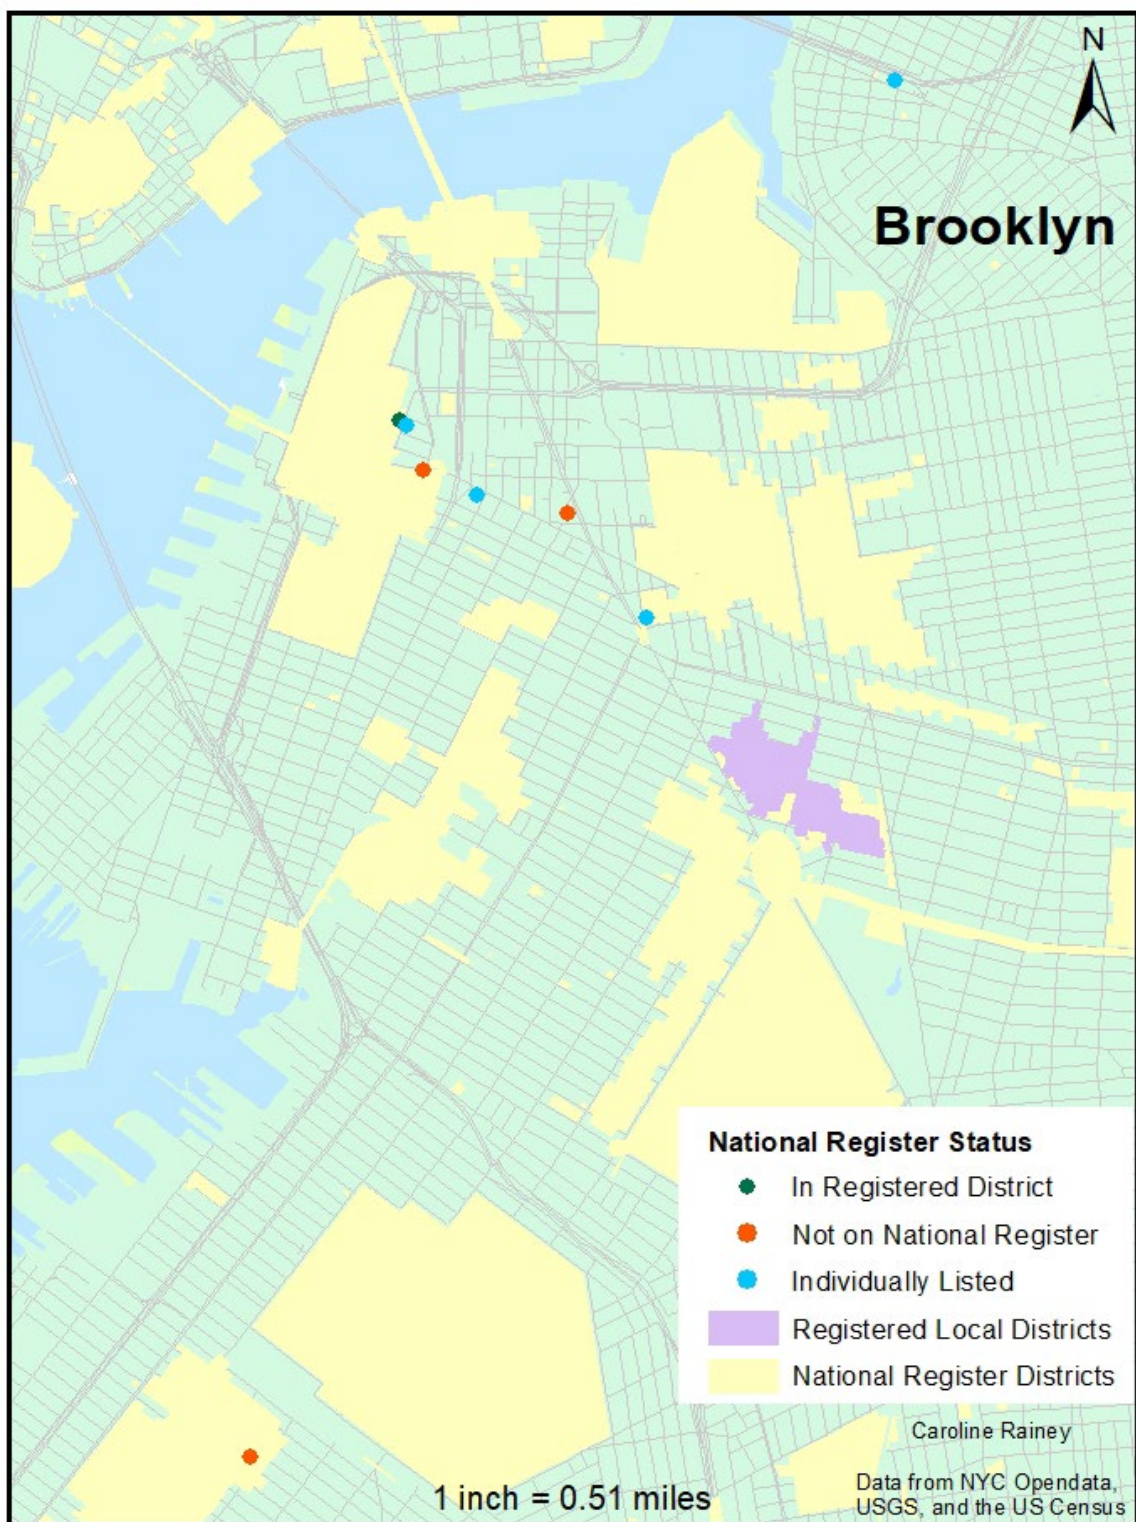 N
Brooklyn
National Register Status
In Registered District
Not on National Register
Individually Listed
Registered Local Districts
National Register Districts
Caroline Rainey
1 inch = 0.51 miles
Data from NYC Opendata,
USGS, and the US Census